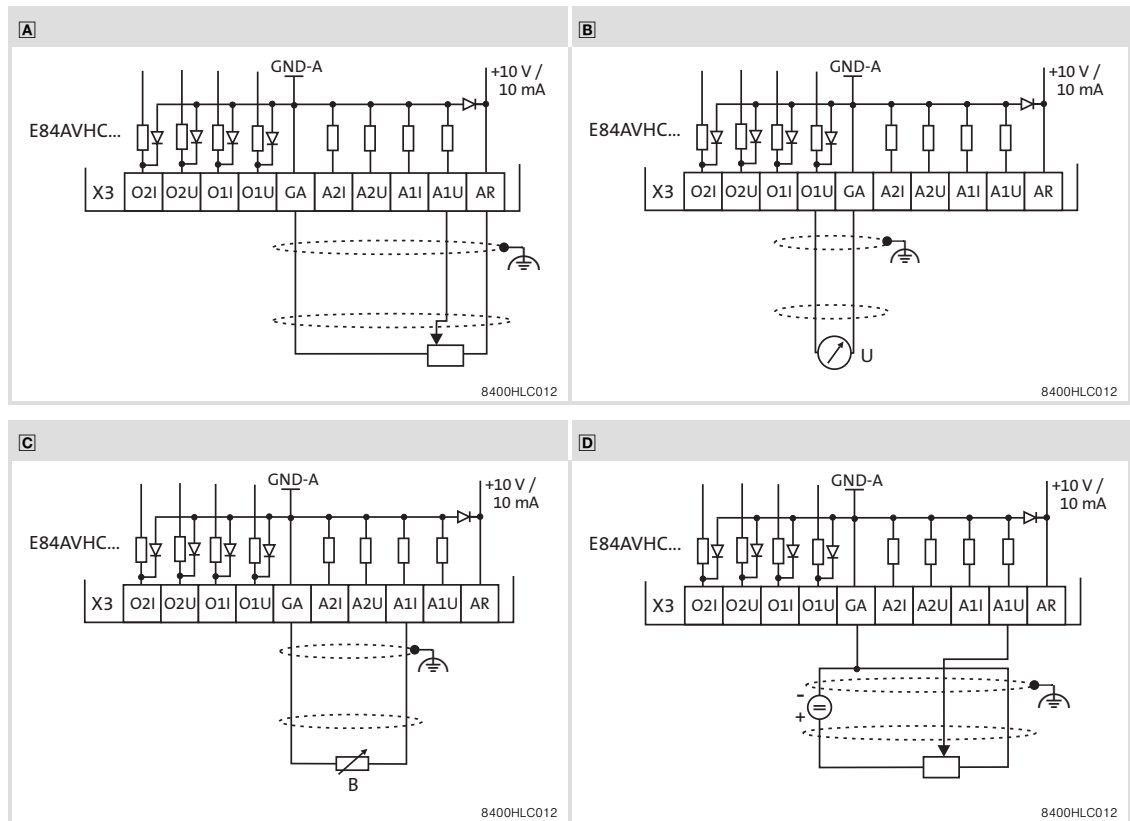 A
GND-A
+10 V /
10 mA
E84AVHC...
X3 O2I O2U O1I O1U GA A2I A2U A1I A1U AR
8400HLC012
B
GND-A
+10 V /
10 mA
E84AVHC...
X3 O2I O2U O1I O1U GA A2I A2U A1I A1U AR
U
8400HLC012
C
GND-A
+10 V /
10 mA
E84AVHC...
X3 O2I O2U O1I O1U GA A2I A2U A1I A1U AR
B
8400HLC012
D
GND-A
+10 V /
10 mA
E84AVHC...
X3 O2I O2U O1I O1U GA A2I A2U A1I A1U AR
-
+
8400HLC012